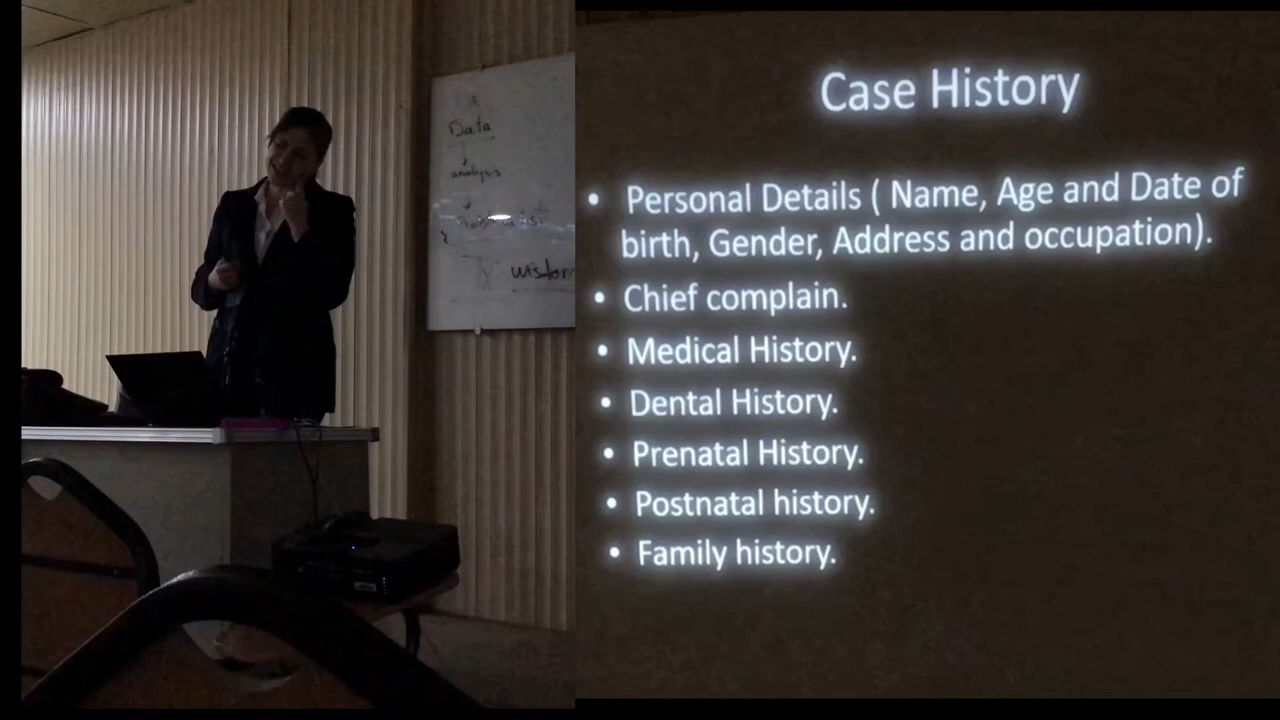 Data
analysis
wisdom
Case History
• Personal Details ( Name, Age and Date of
birth, Gender, Address and occupation).
• Chief complain.
• Medical History.
• Dental History.
• Prenatal History.
• Postnatal history.
• Family history.